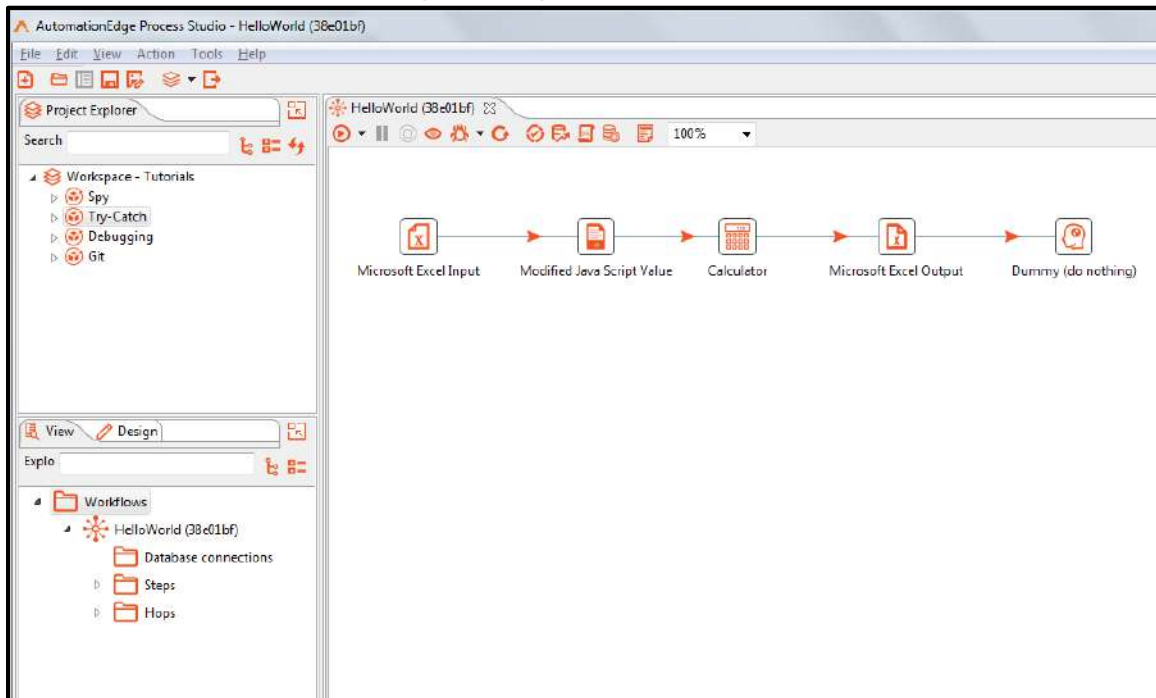 AutomationEdge Process Studio - HelloWorld (38e01bf)
File Edit View Action Tools Help
Project Explorer
Search
Workspace - Tutorials
Spy
Try-Catch
Debugging
Git
View Design
Explo
Workflows
HelloWorld (38e01bf)
Database connections
Steps
Hops
HelloWorld (38e01bf)
100%
Microsoft Excel Input Modified Java Script Value Calculator Microsoft Excel Output Dummy (do nothing)